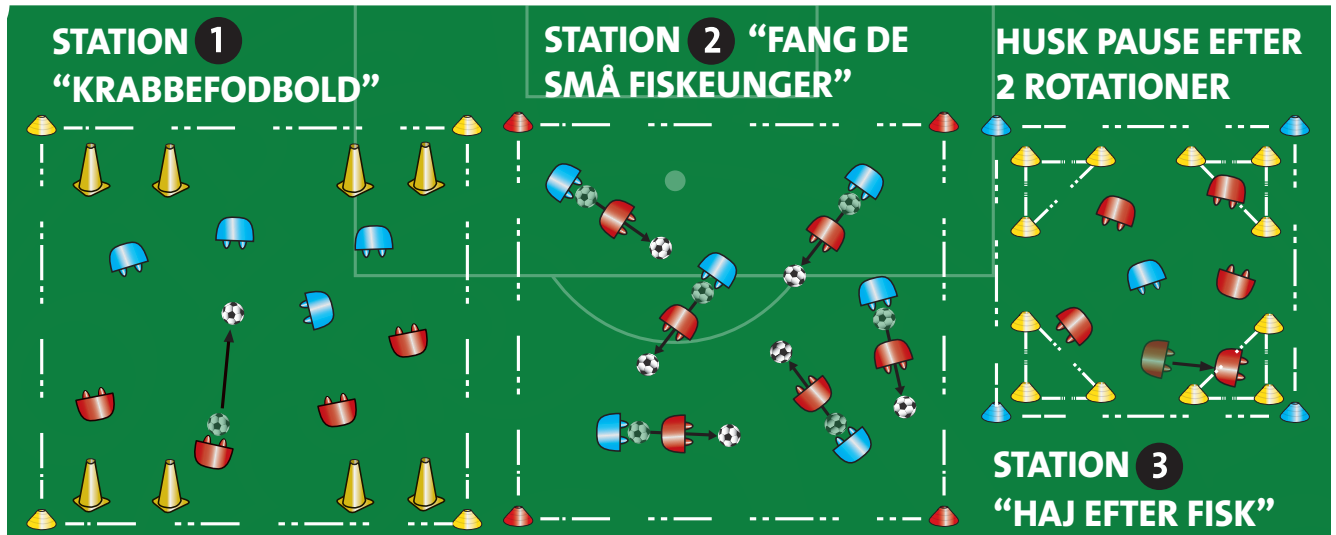 STATION 1
“KRABBEFODBOLD”
STATION 2 “FANG DE
SMÅ FISKEUNGER”
HUSK PAUSE EFTER
2 ROTATIONER
STATION 3
“HAJ EFTER FISK”